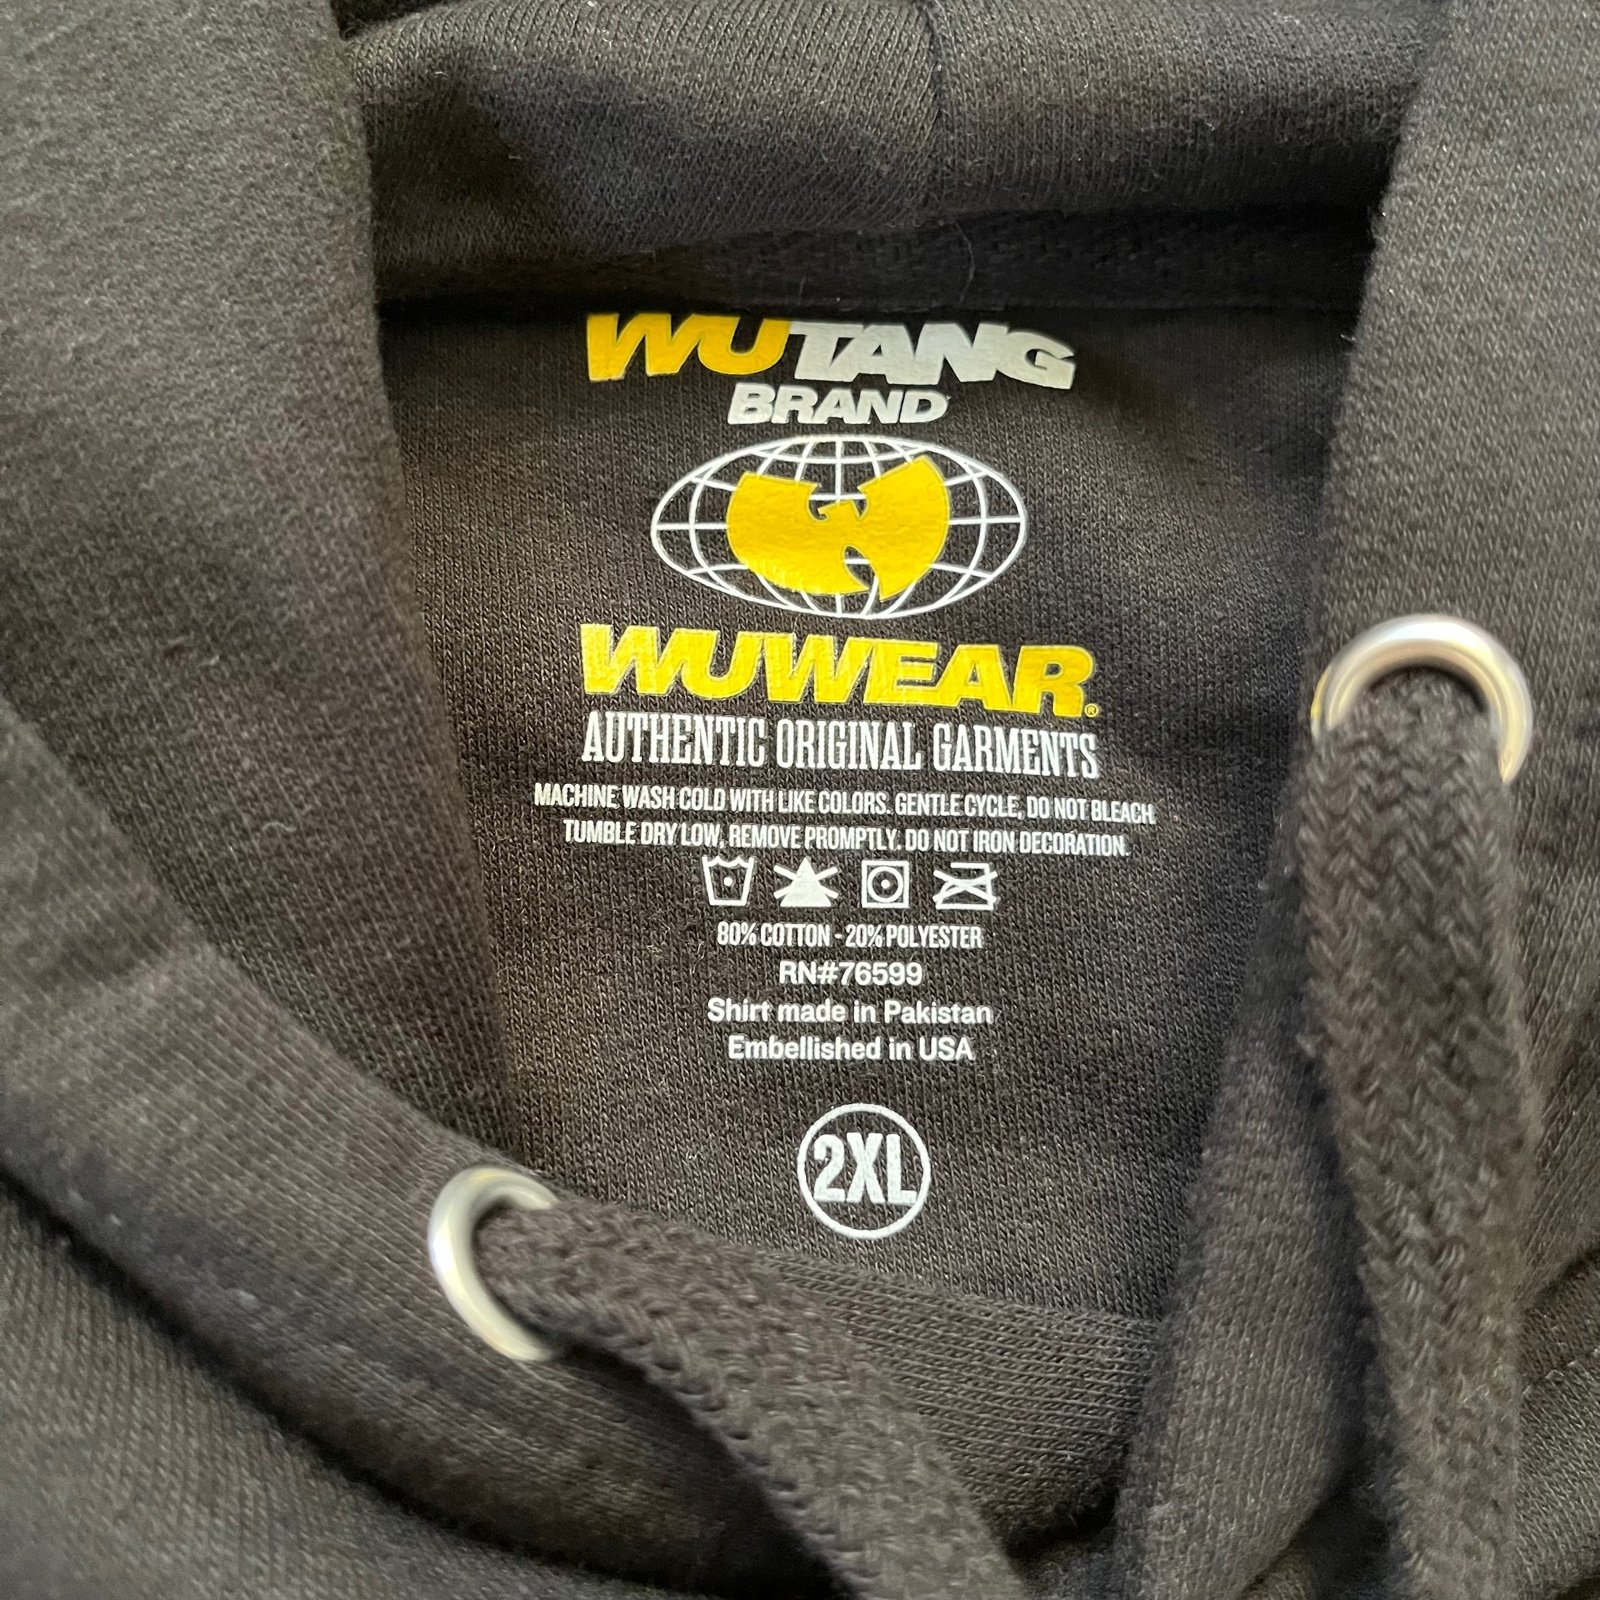 WUTANG
BRAND
WUWEAR®
AUTHENTIC ORIGINAL GARMENTS
MACHINE WASH COLD WITH LIKE COLORS. GENTLE CYCLE, DO NOT BLEACH
TUMBLE DRY LOW, REMOVE PROMPTLY. DO NOT IRON DECORATION.
80% COTTON - 20% POLYESTER
RN#76599
Shirt made in Pakistan
Embellished in USA
2XL